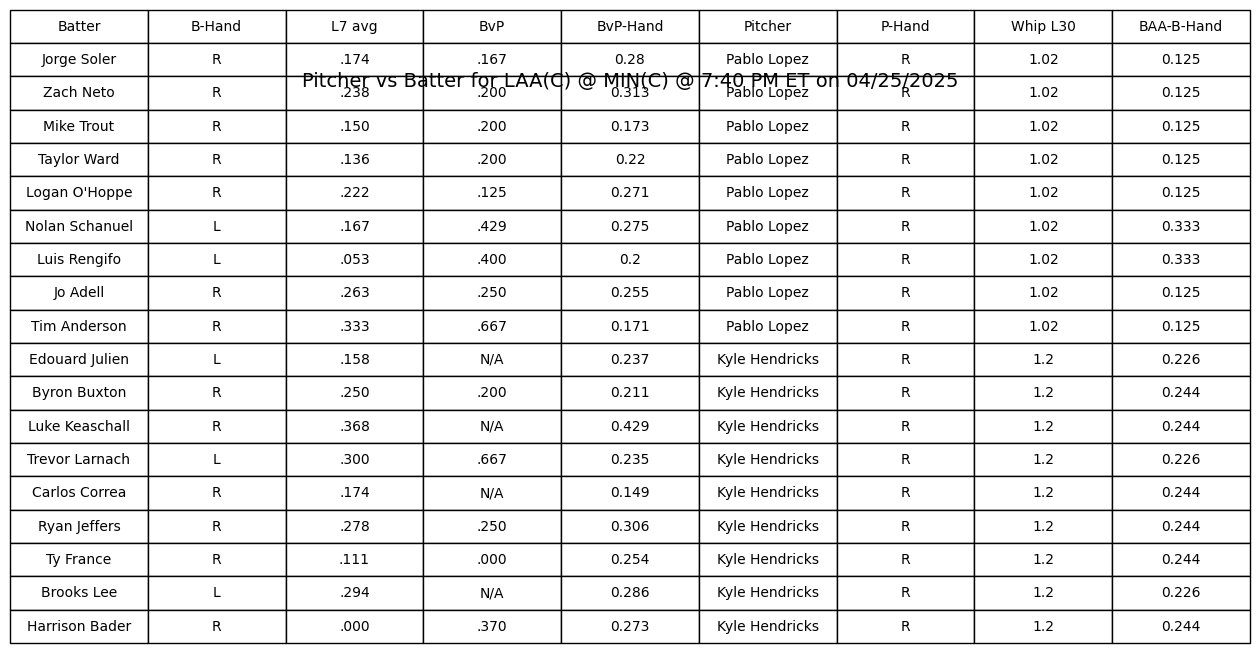 Batter B-Hand L7 avg BvP BvP-Hand Pitcher P-Hand Whip L30 BAA-B-Hand
Jorge Soler R .174 .167 0.28 Pablo Lopez R 1.02 0.125
Pitcher vs Batter for LAA(C) @ MIN(C) @ 7:40 PM ET on 04/25/2025
Zach Neto R .238 .200 0.313 Pablo Lopez R 1.02 0.125
Mike Trout R .150 .200 0.173 Pablo Lopez R 1.02 0.125
Taylor Ward R .136 .200 0.22 Pablo Lopez R 1.02 0.125
Logan O'Hoppe R .222 .125 0.271 Pablo Lopez R 1.02 0.125
Nolan Schanuel L .167 .429 0.275 Pablo Lopez R 1.02 0.333
Luis Rengifo L .053 .400 0.2 Pablo Lopez R 1.02 0.333
Jo Adell R .263 .250 0.255 Pablo Lopez R 1.02 0.125
Tim Anderson R .333 .667 0.171 Pablo Lopez R 1.02 0.125
Edouard Julien L .158 N/A 0.237 Kyle Hendricks R 1.2 0.226
Byron Buxton R .250 .200 0.211 Kyle Hendricks R 1.2 0.244
Luke Keaschall R .368 N/A 0.429 Kyle Hendricks R 1.2 0.244
Trevor Larnach L .300 .667 0.235 Kyle Hendricks R 1.2 0.226
Carlos Correa R .174 N/A 0.149 Kyle Hendricks R 1.2 0.244
Ryan Jeffers R .278 .250 0.306 Kyle Hendricks R 1.2 0.244
Ty France R .111 .000 0.254 Kyle Hendricks R 1.2 0.244
Brooks Lee L .294 N/A 0.286 Kyle Hendricks R 1.2 0.226
Harrison Bader R .000 .370 0.273 Kyle Hendricks R 1.2 0.244